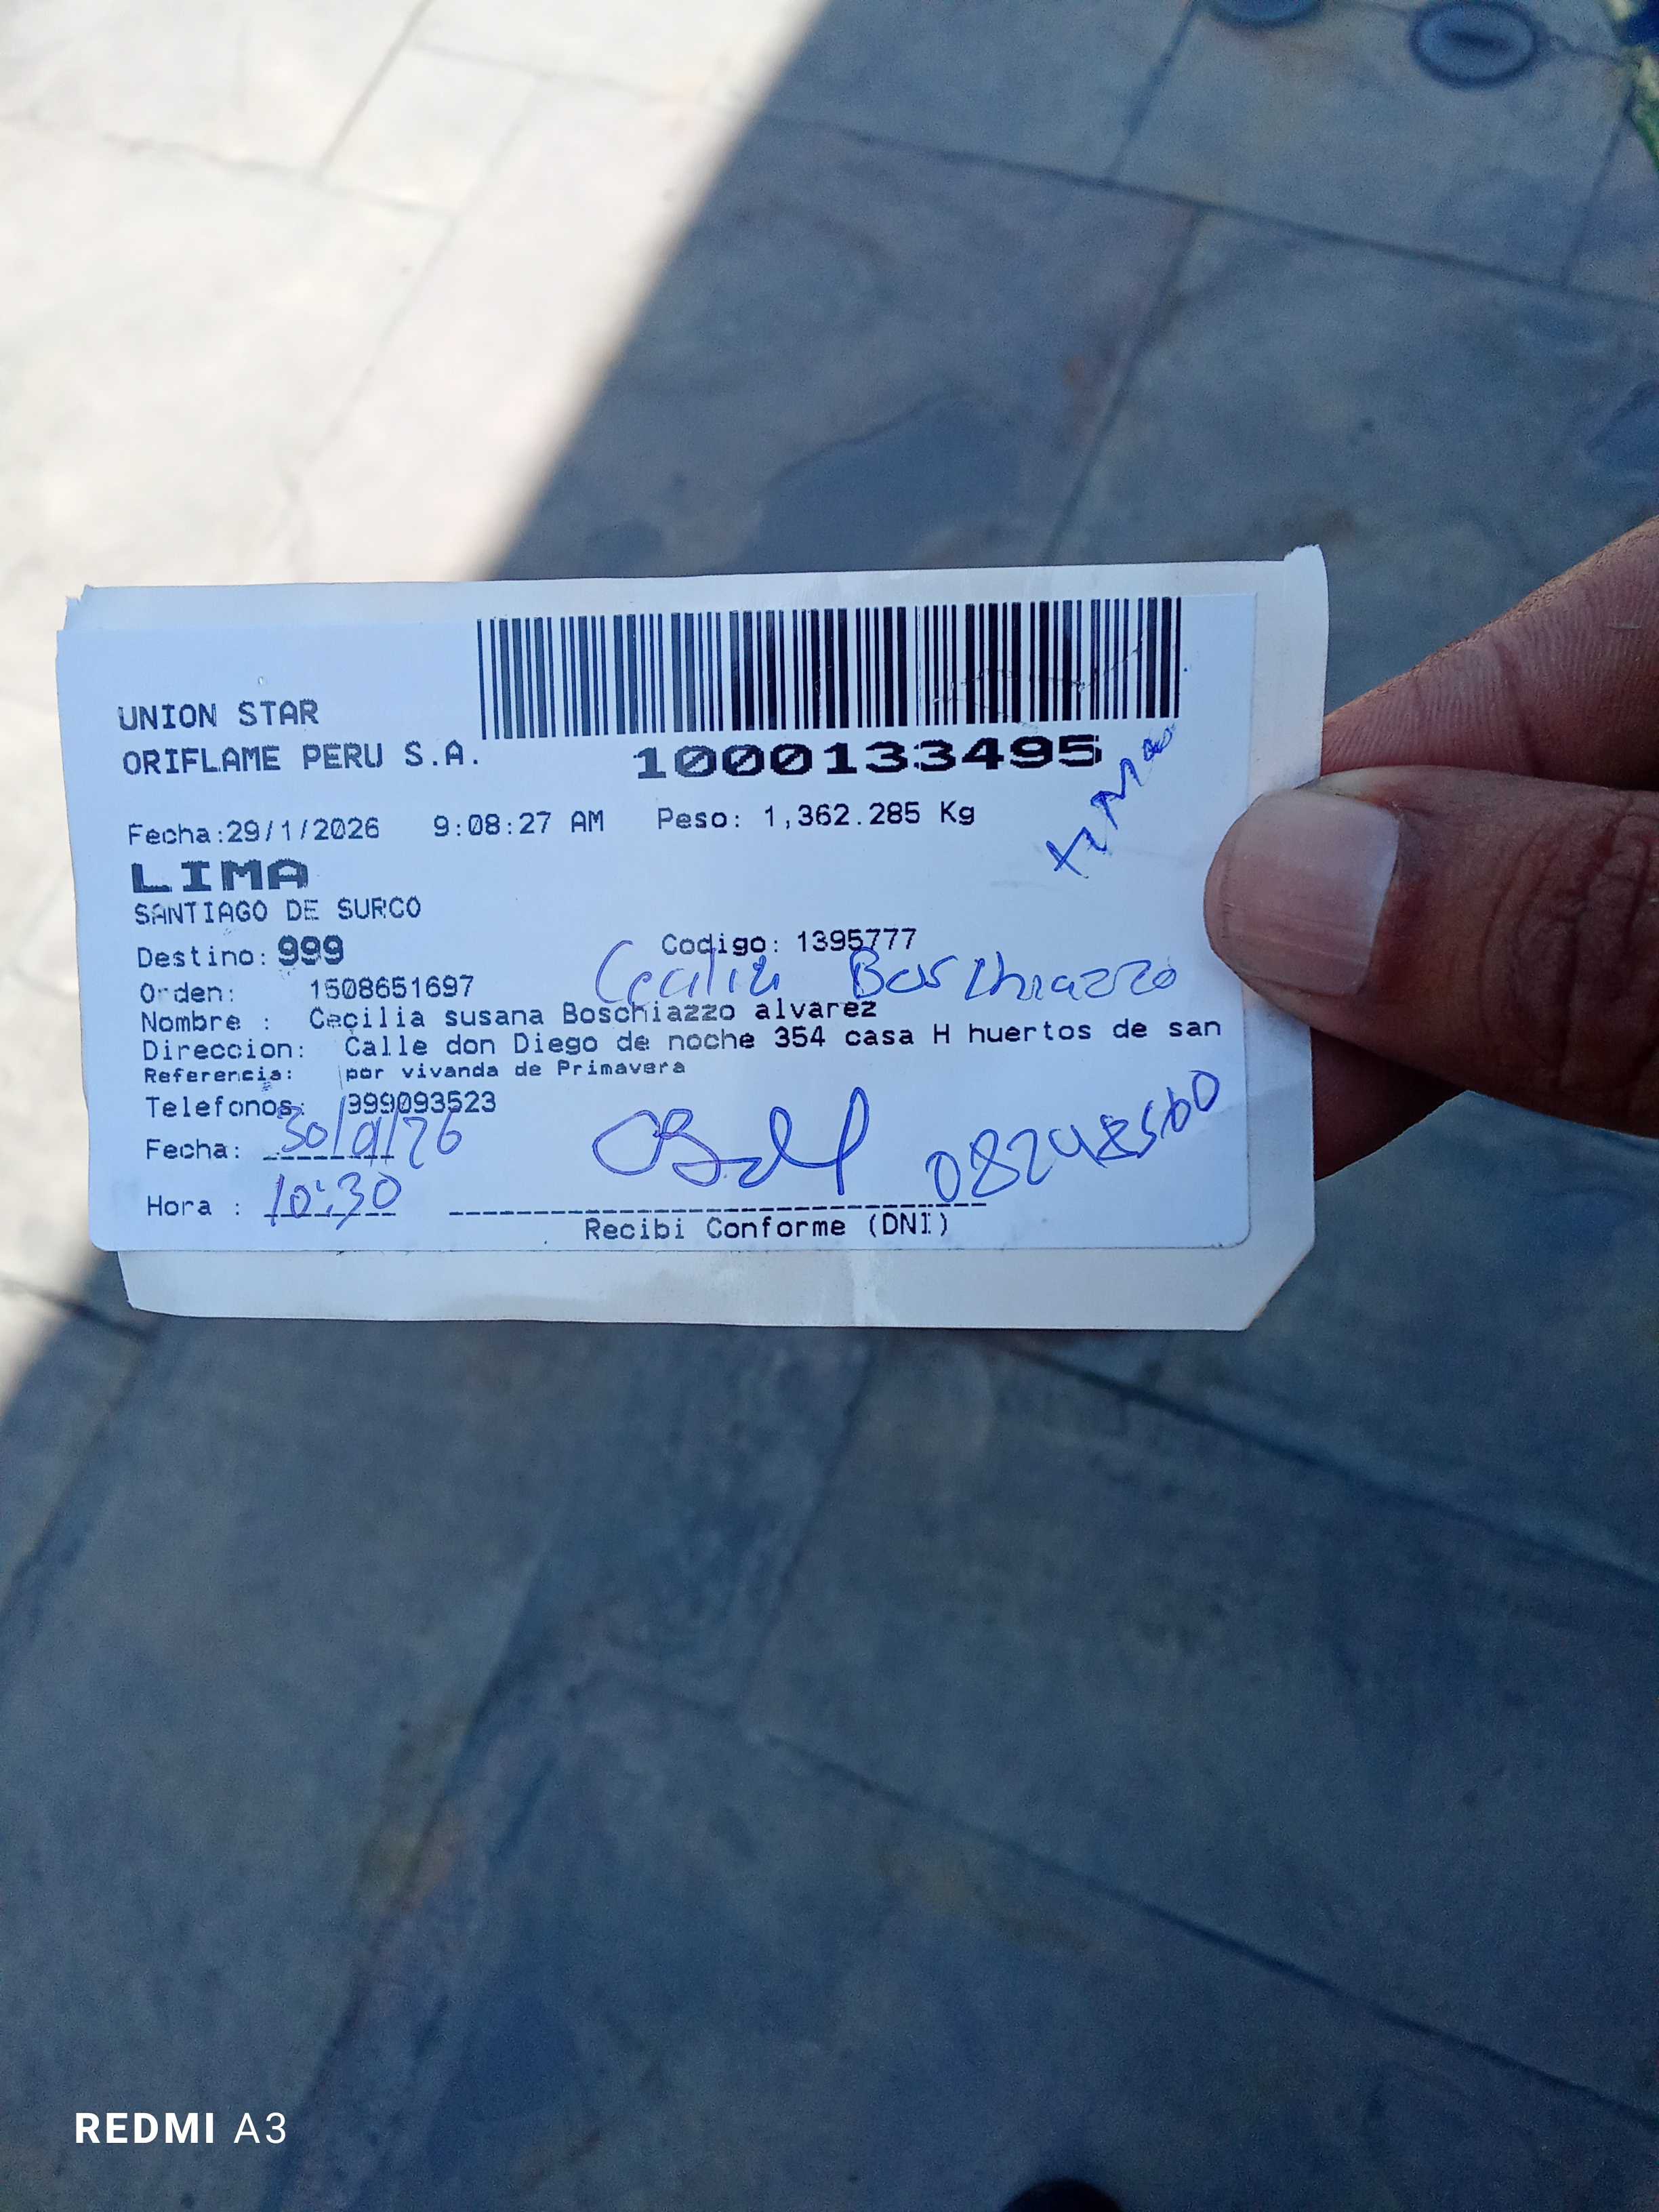 UNION STAR
ORIFLAME PERU S.A.
1000133495
Fecha:29/1/2026 9:08:27 AM Peso: 1,362.285 Kg
LIMA
SANTIAGO DE SURCO
Destino: 999 Codigo: 1395777
Cecilia Boschiazzo
Orden: 1508651697
Nombre : Cecilia susana Boschiazzo alvarez
Direccion: Calle don Diego de noche 354 casa H huertos de san
Referencia: por vivanda de Primavera
Telefonos: 999093523
Fecha: 30/01/26
Hora : 10:30
Recibi Conforme (DNI)
REDMI A3